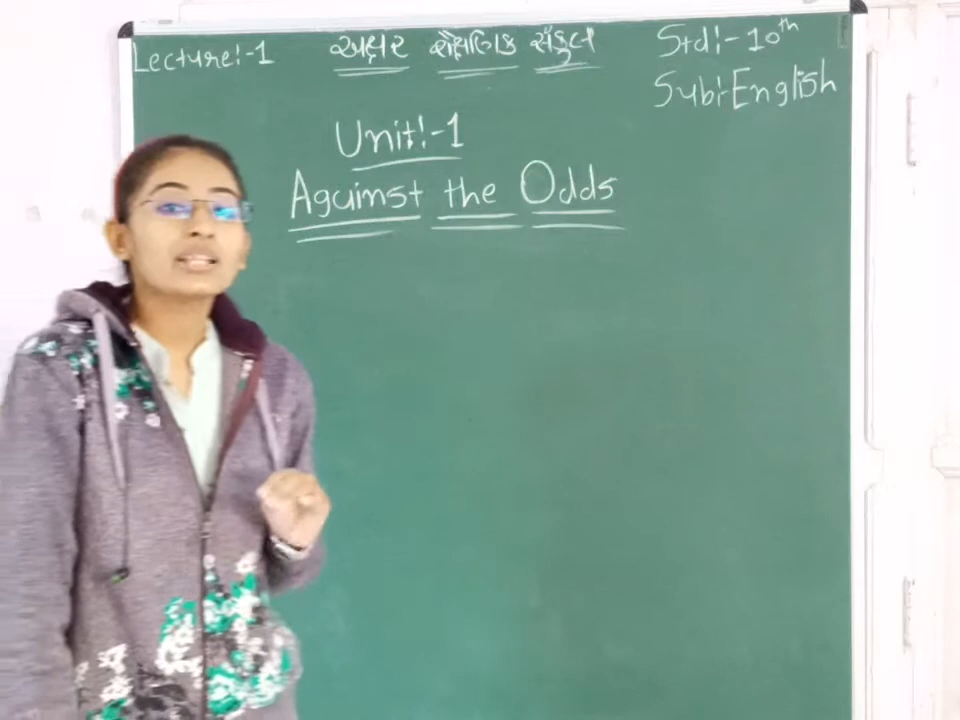 Lecture:-1
અક્ષર શૈક્ષણિક સંકુલ
Std:-10th
Sub:-English
Unit:-1
Against the Odds